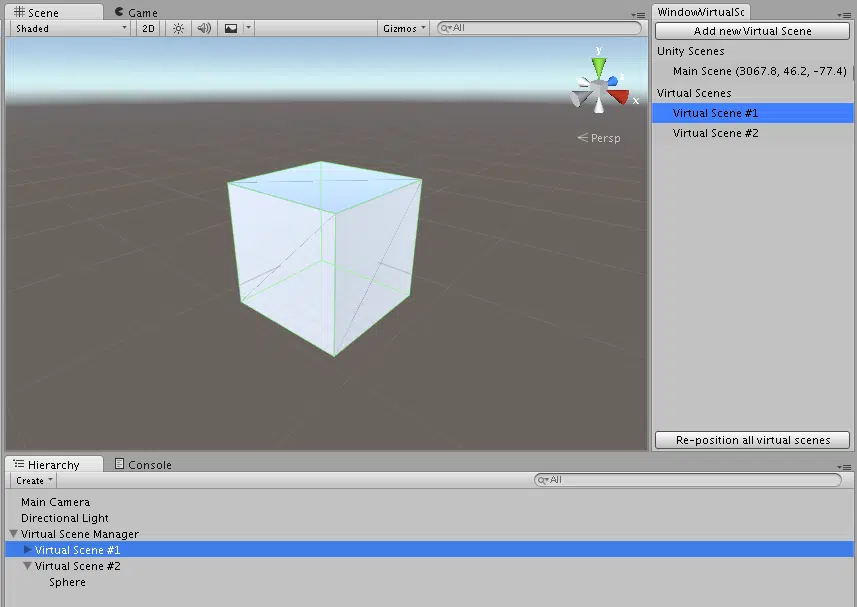 Scene
Game
WindowVirtualSc
Shaded
2D
Gizmos
All
Add new Virtual Scene
Unity Scenes
Main Scene (3067.8, 46.2, -77.4)
Virtual Scenes
Virtual Scene #1
Virtual Scene #2
y
z
x
Persp
Re-position all virtual scenes
Hierarchy
Console
Create
All
Main Camera
Directional Light
Virtual Scene Manager
Virtual Scene #1
Virtual Scene #2
Sphere